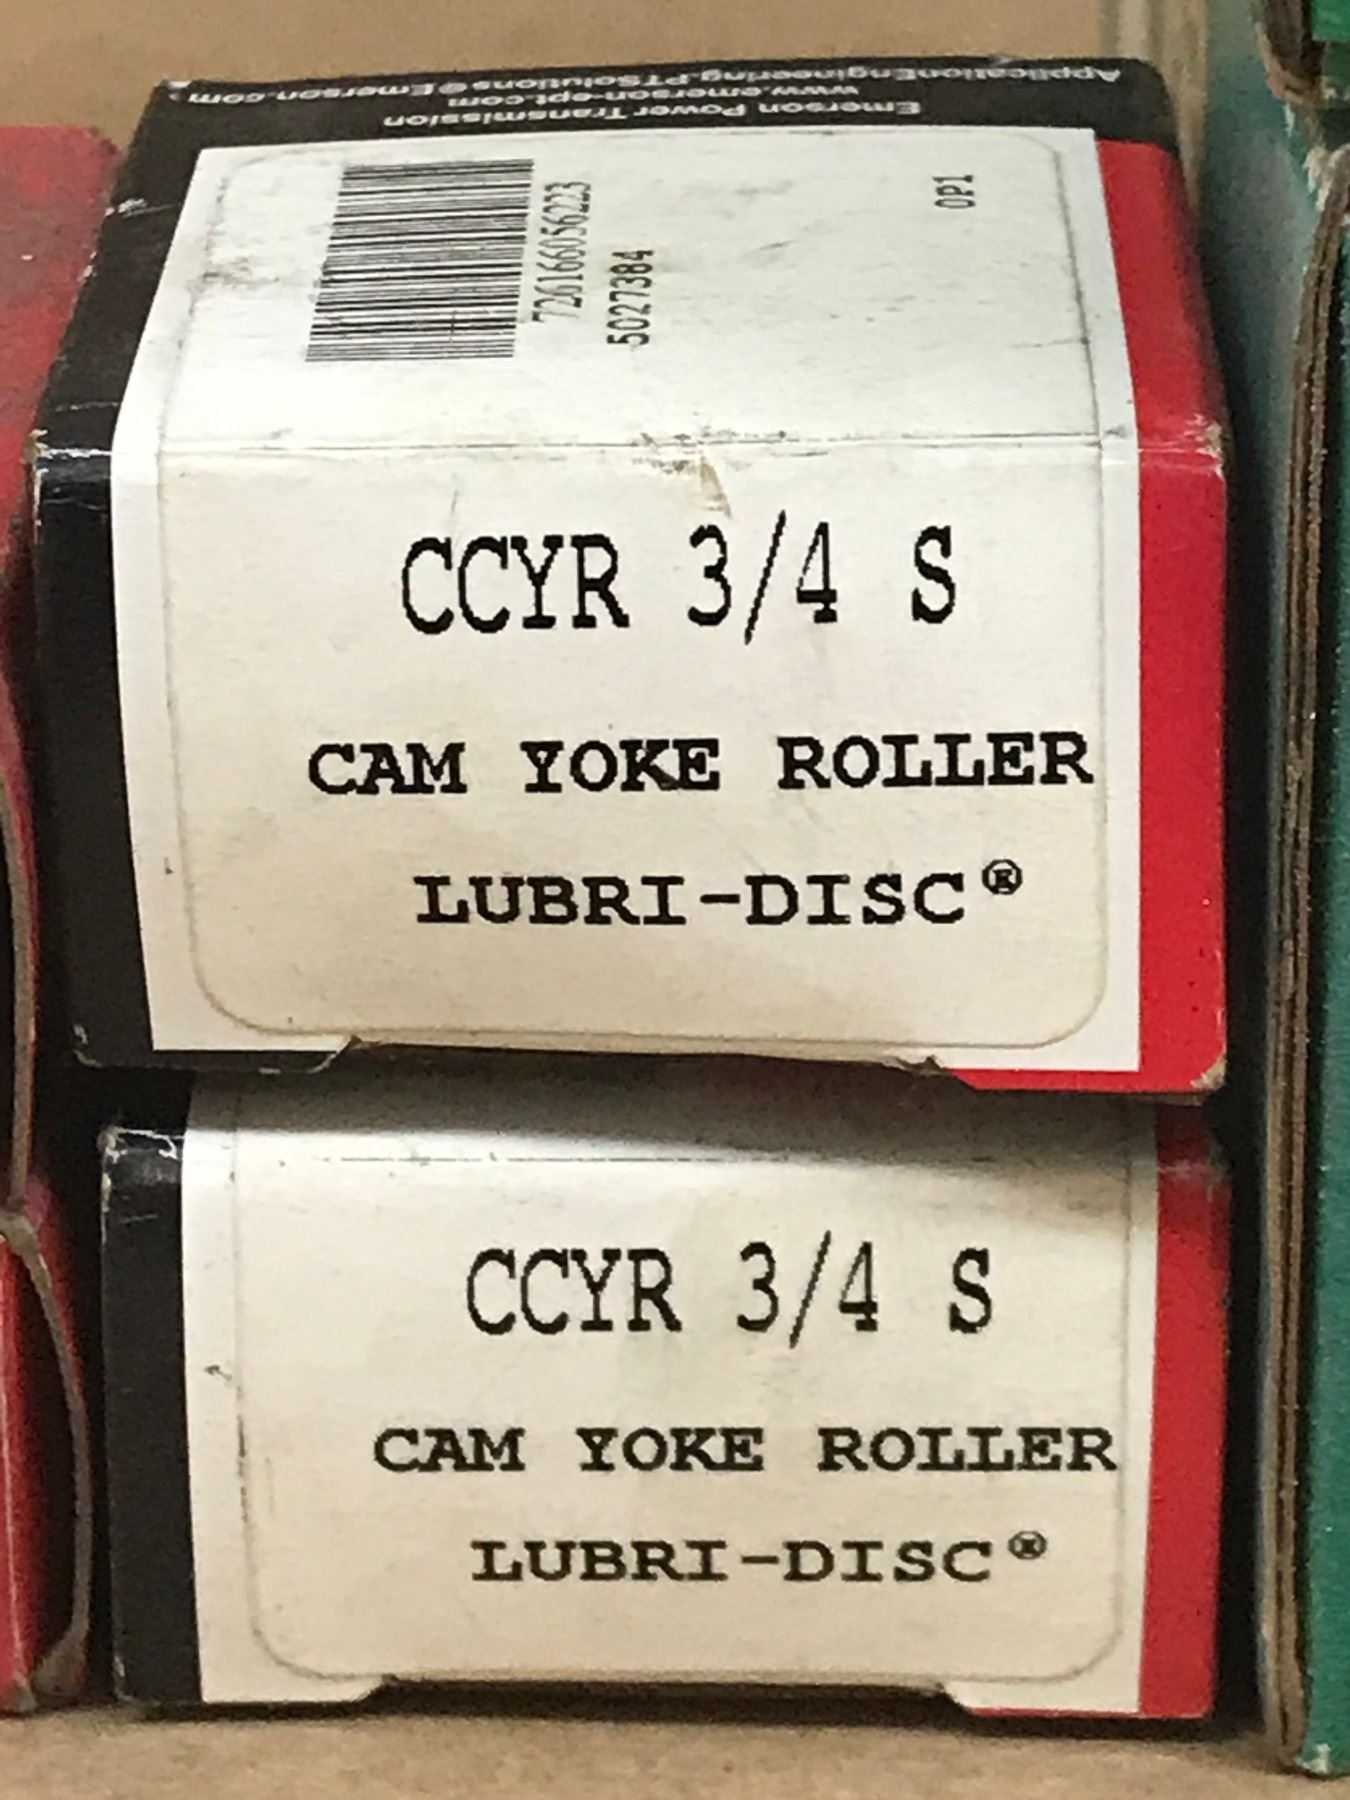 Emerson Power Transmission
www.emerson-ept.com
ApplicationEngineering.PTSolutions@Emerson.com
726166056223
5027384
OP1
CCYR 3/4 S
CAM YOKE ROLLER
LUBRI-DISC®
CCYR 3/4 S
CAM YOKE ROLLER
LUBRI-DISC®